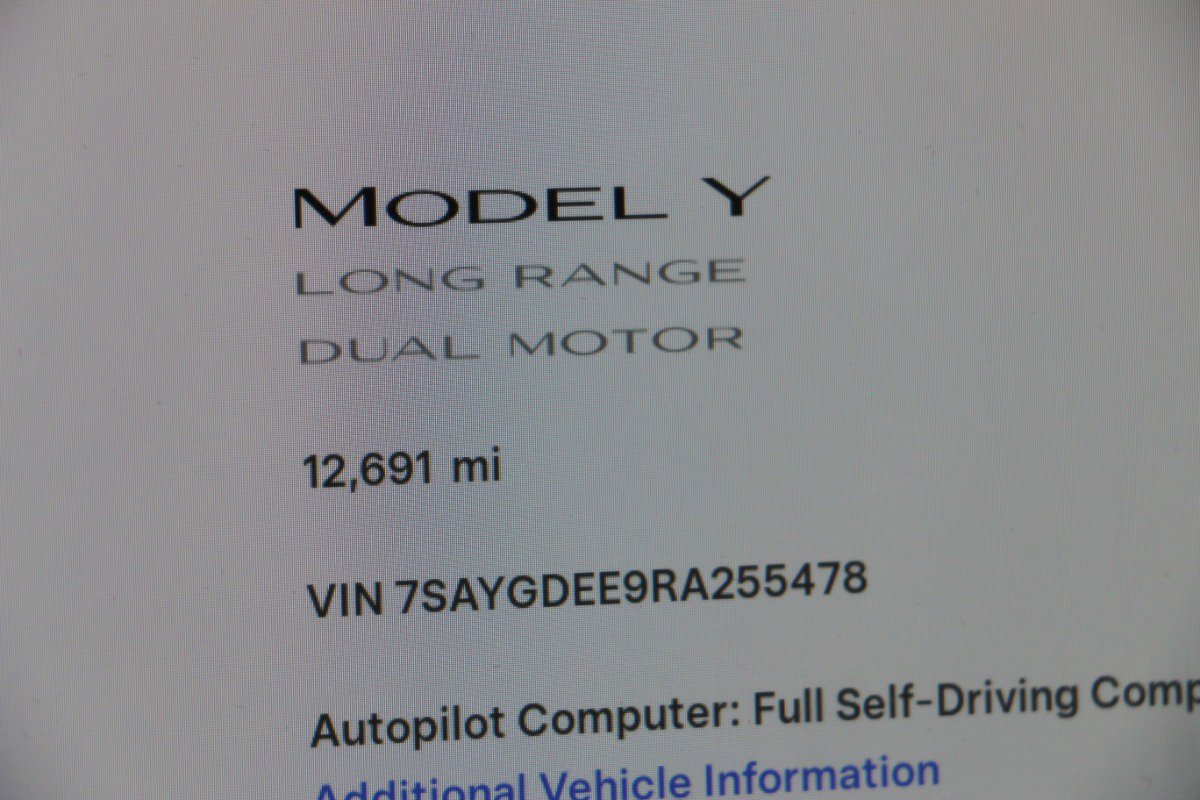 MODEL Y
LONG RANGE
DUAL MOTOR
12,691 mi
VIN 7SAYGDEE9RA255478
Autopilot Computer: Full Self-Driving Comp
Additional Vehicle Information